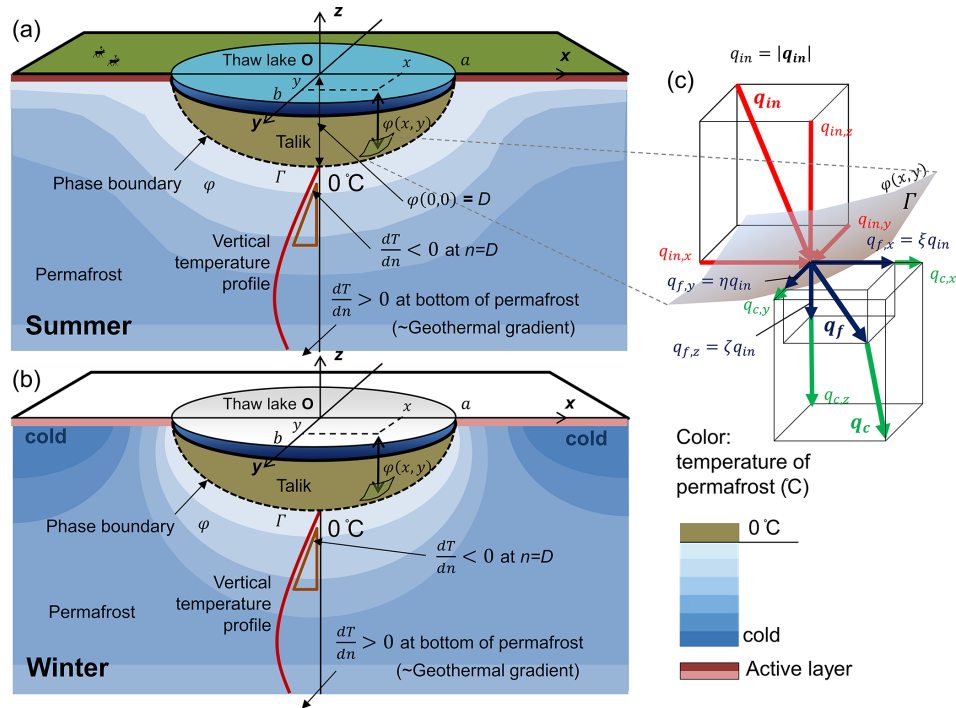 (a)
z
Thaw lake O
x
a
x
y
b
y
φ(x, y)
Talik
Phase boundary
φ
Γ
0 ℃
φ(0,0) = D
Vertical
temperature
profile
dT/dn < 0 at n=D
Permafrost
dT/dn > 0 at bottom of permafrost
(~Geothermal gradient)
Summer
(b)
z
Thaw lake O
x
a
x
y
b
y
cold
cold
φ(x, y)
Talik
Phase boundary
φ
Γ
0 ℃
dT/dn < 0 at n=D
Vertical
temperature
profile
Permafrost
dT/dn > 0 at bottom of permafrost
(~Geothermal gradient)
Winter
(c)
q_in = |q_in|
q_in
q_in,z
φ(x, y)
Γ
q_in,y
q_in,x
q_f,x = ξq_in
q_f,y = ηq_in
q_c,x
q_c,y
q_f
q_f,z = ζq_in
q_c,z
q_c
Color:
temperature of
permafrost (℃)
0 ℃
cold
Active layer